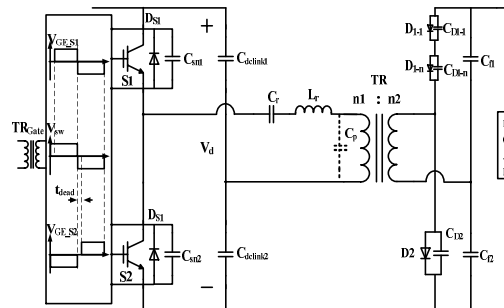 V_GE_S1
D_S1
S1
C_sn1
+
C_dclink1
D_1-1
C_D1-1
D_1-n
C_D1-n
C_f1
TR_Gate
V_sw
t_dead
V_d
C_r
L_r
C_p
TR
n1 : n2
V_GE_S2
D_S1
S2
C_sn2
−
C_dclink2
D2
C_D2
C_f2